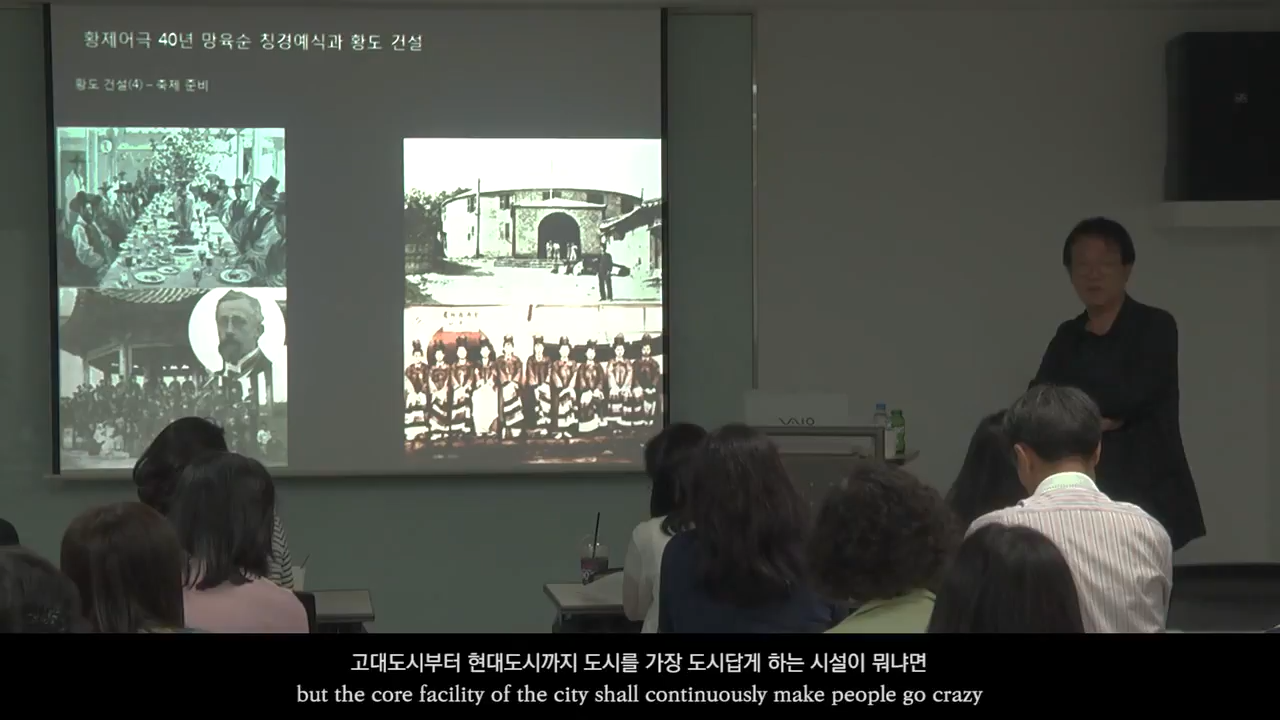 황제어극 40년 망육순 칭경예식과 황도 건설
황도 건설(4) – 축제 준비
VAIO
고대도시부터 현대도시까지 도시를 가장 도시답게 하는 시설이 뭐냐면
but the core facility of the city shall continuously make people go crazy